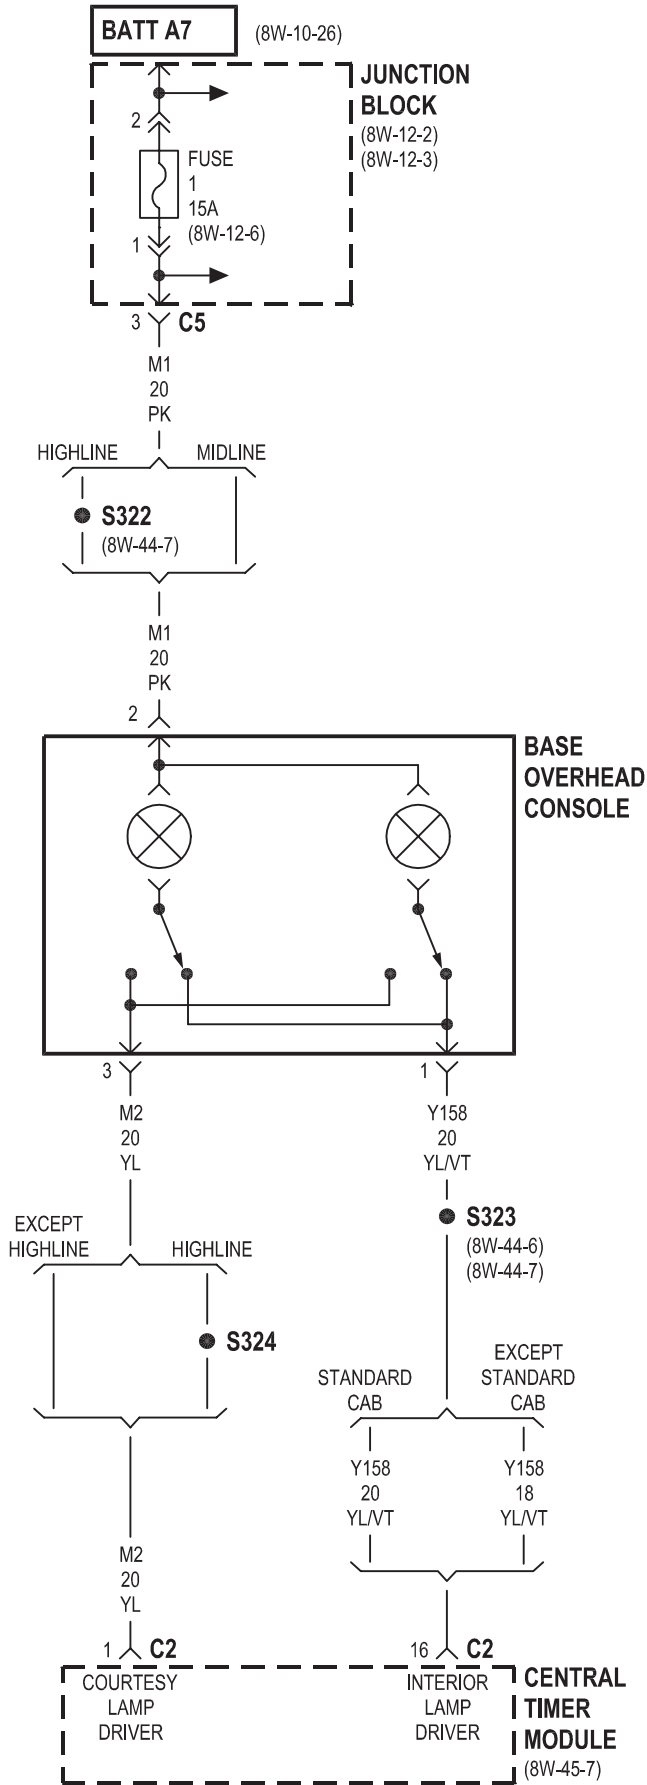 BATT A7
(8W-10-26)
JUNCTION
BLOCK
(8W-12-2)
(8W-12-3)
2
FUSE
1
15A
(8W-12-6)
1
3
C5
M1
20
PK
HIGHLINE
MIDLINE
S322
(8W-44-7)
M1
20
PK
2
BASE
OVERHEAD
CONSOLE
3
1
M2
20
YL
Y158
20
YL/VT
S323
(8W-44-6)
(8W-44-7)
EXCEPT
HIGHLINE
HIGHLINE
S324
STANDARD
CAB
EXCEPT
STANDARD
CAB
Y158
20
YL/VT
Y158
18
YL/VT
M2
20
YL
1
C2
16
C2
COURTESY
LAMP
DRIVER
INTERIOR
LAMP
DRIVER
CENTRAL
TIMER
MODULE
(8W-45-7)